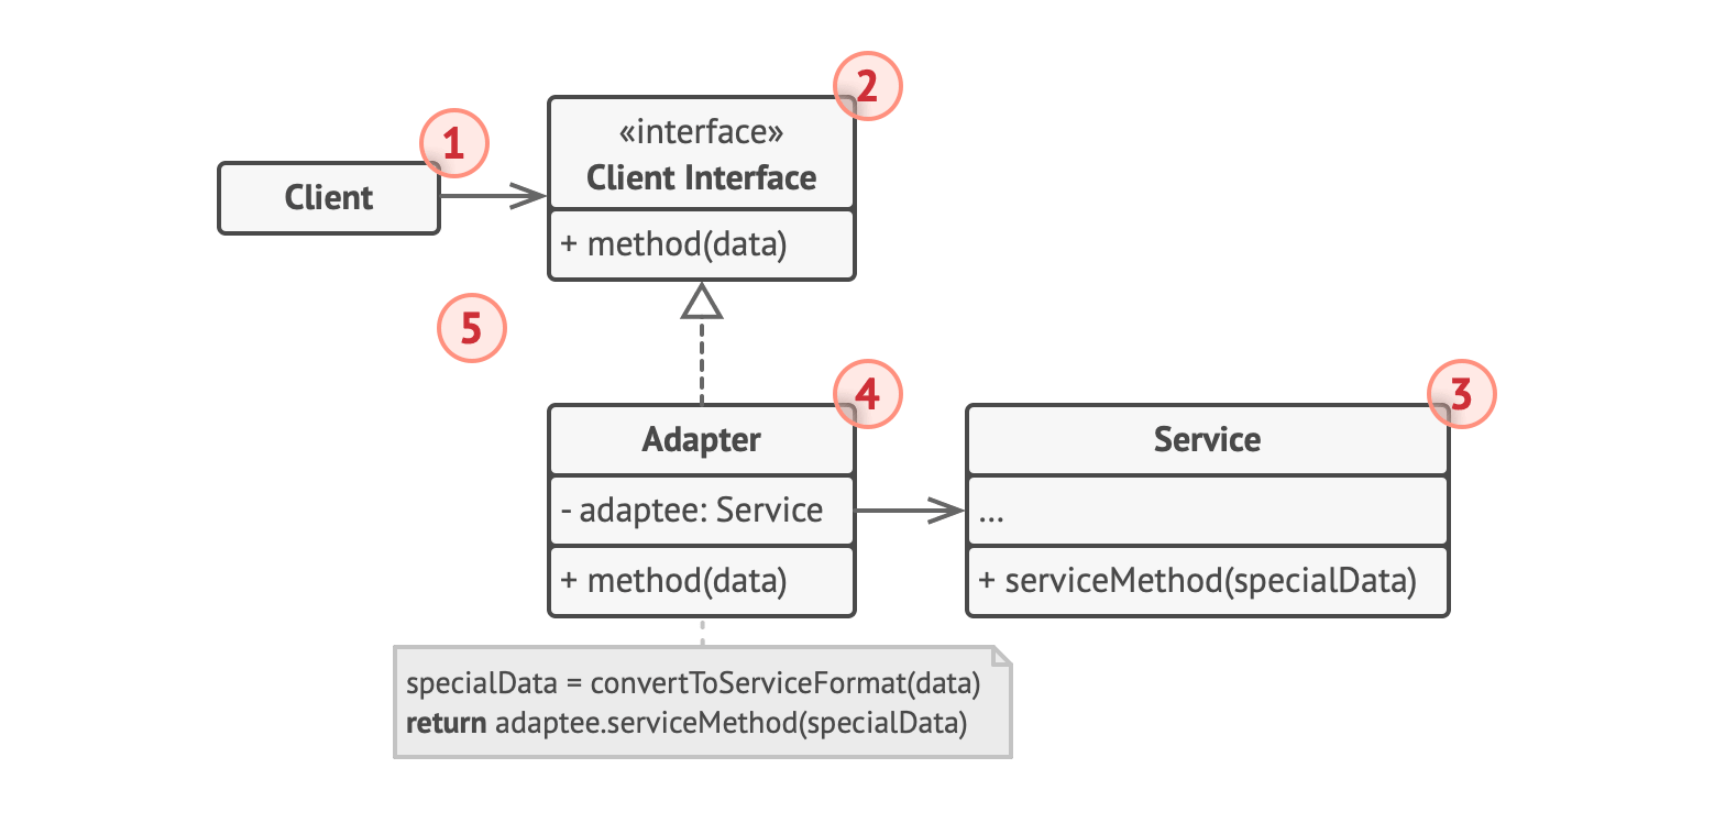 1
Client
2
«interface»
Client Interface
+ method(data)
5
4
Adapter
- adaptee: Service
+ method(data)
3
Service
...
+ serviceMethod(specialData)
specialData = convertToServiceFormat(data)
return adaptee.serviceMethod(specialData)